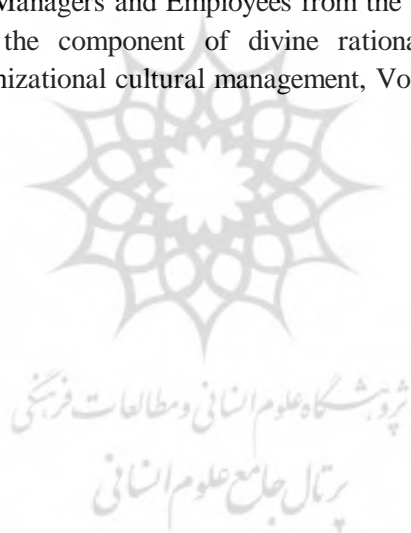 Managers and Employees from the
the component of divine rational
nizational cultural management, Vo
پژوهشگاه علوم انسانی و مطالعات فرهنگی
پرتال جامع علوم انسانی